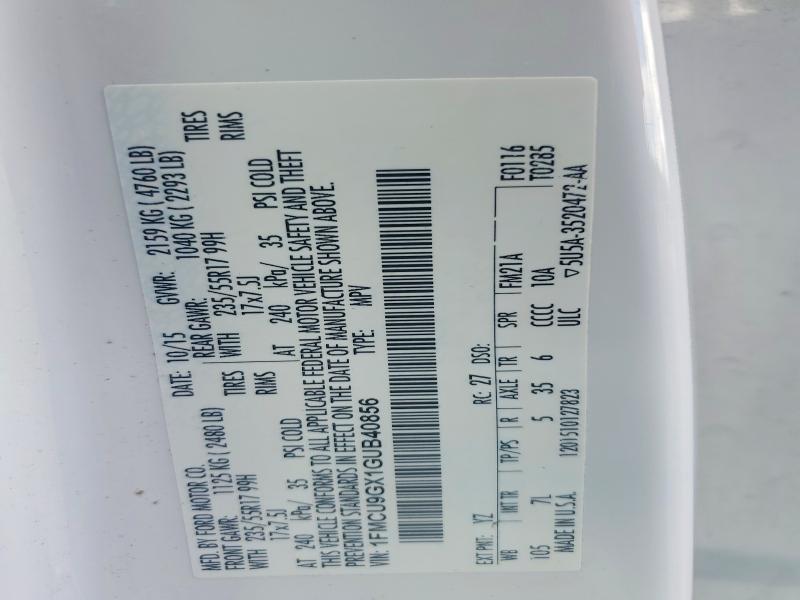 MFD. BY FORD MOTOR CO.
DATE: 10/15 GVWR: 2159 KG ( 4760 LB)
FRONT GAWR: 1125 KG ( 2480 LB) REAR GAWR: 1040 KG ( 2293 LB)
WITH 235/55R17 99H TIRES WITH 235/55R17 99H TIRES
17x7.5J RIMS 17x7.5J RIMS
AT 240 kPa/ 35 PSI COLD AT 240 kPa/ 35 PSI COLD
THIS VEHICLE CONFORMS TO ALL APPLICABLE FEDERAL MOTOR VEHICLE SAFETY AND THEFT
PREVENTION STANDARDS IN EFFECT ON THE DATE OF MANUFACTURE SHOWN ABOVE.
VIN: 1FMCU9GX1GUB40856 TYPE: MPV
EXT PNT: YZ RC: 27 DSO: F0116
WB INT TR TP/PS R AXLE TR SPR FM21A T0285
105 7L 5 35 6 CCCC 10A
MADE IN U.S.A. 1201510127823 ULC ▽5U5A-3520472-AA